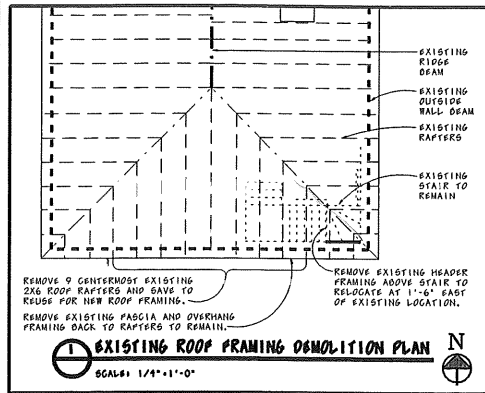 EXISTING
RIDGE
BEAM
EXISTING
OUTSIDE
WALL BEAM
EXISTING
RAFTERS
EXISTING
STAIR TO
REMAIN
REMOVE 9 CENTERMOST EXISTING
2X6 ROOF RAFTERS AND SAVE TO
REUSE FOR NEW ROOF FRAMING.
REMOVE EXISTING FASCIA AND OVERHANG
FRAMING BACK TO RAFTERS TO REMAIN.
REMOVE EXISTING HEADER
FRAMING ABOVE STAIR TO
RELOCATE AT 1'-6" EAST
OF EXISTING LOCATION.
1
EXISTING ROOF FRAMING DEMOLITION PLAN
SCALE: 1/4"=1'-0"
N